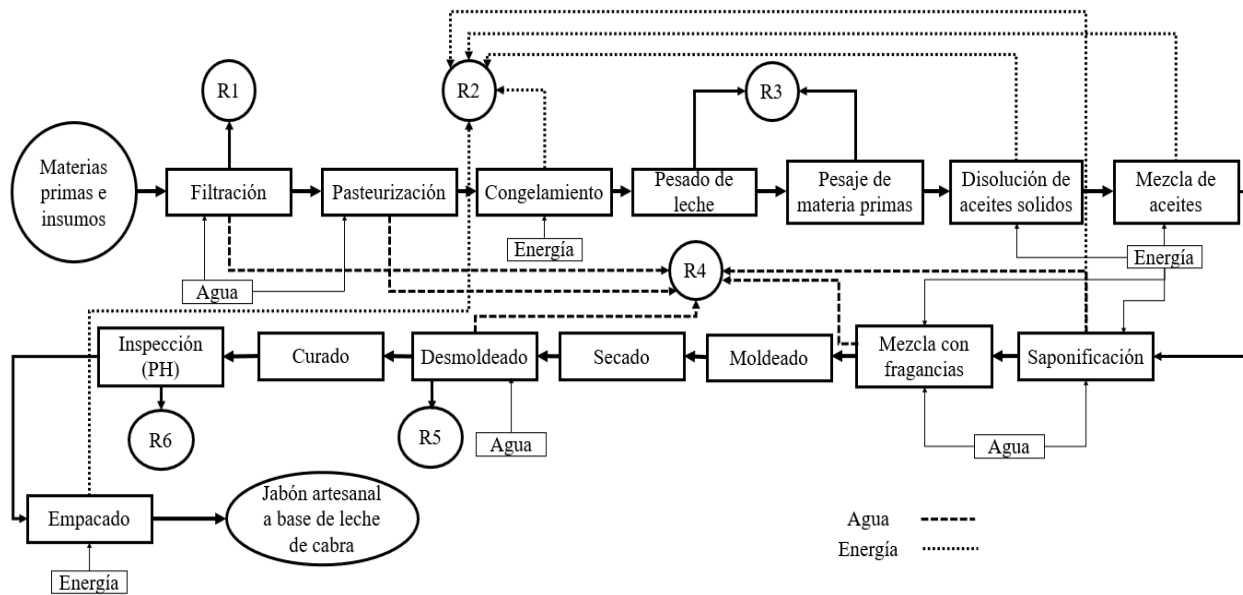 R1
R2
R3
Materias
primas e
insumos
Filtración
Pasteurización
Congelamiento
Pesado de
leche
Pesaje de
materia primas
Disolución de
aceites solidos
Mezcla de
aceites
Energía
Energía
Agua
R4
Inspección
(PH)
Curado
Desmoldeado
Secado
Moldeado
Mezcla con
fragancias
Saponificación
R6
R5
Agua
Agua
Empacado
Jabón artesanal
a base de leche
de cabra
Agua
Energía
Energía